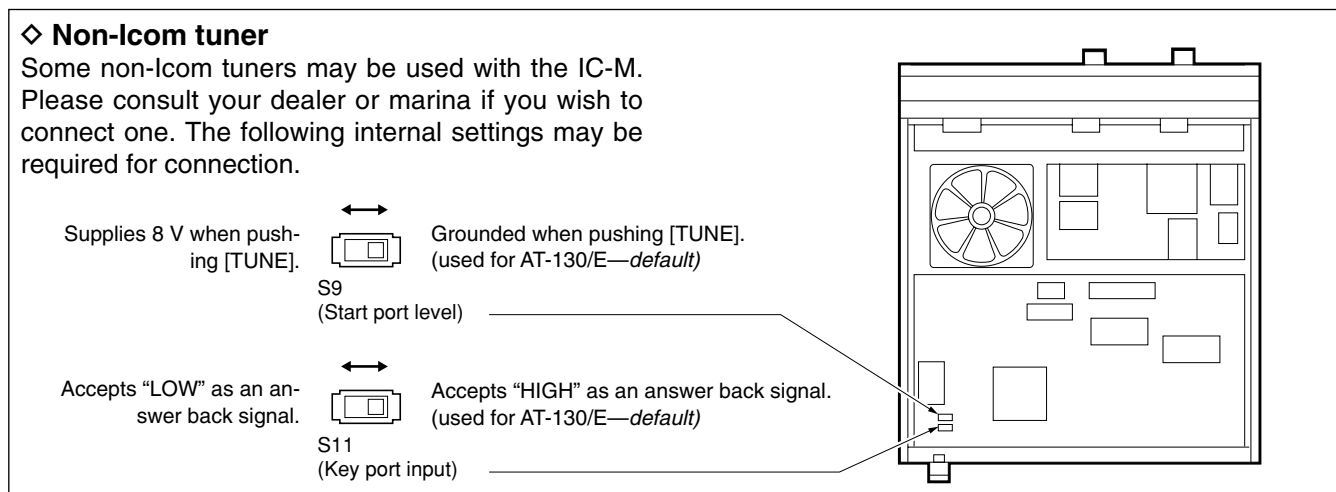 ◇ Non-Icom tuner
Some non-Icom tuners may be used with the IC-M.
Please consult your dealer or marina if you wish to
connect one. The following internal settings may be
required for connection.
Supplies 8 V when push-
ing [TUNE].
Grounded when pushing [TUNE].
(used for AT-130/E—default)
S9
(Start port level)
Accepts “LOW” as an an-
swer back signal.
Accepts “HIGH” as an answer back signal.
(used for AT-130/E—default)
S11
(Key port input)